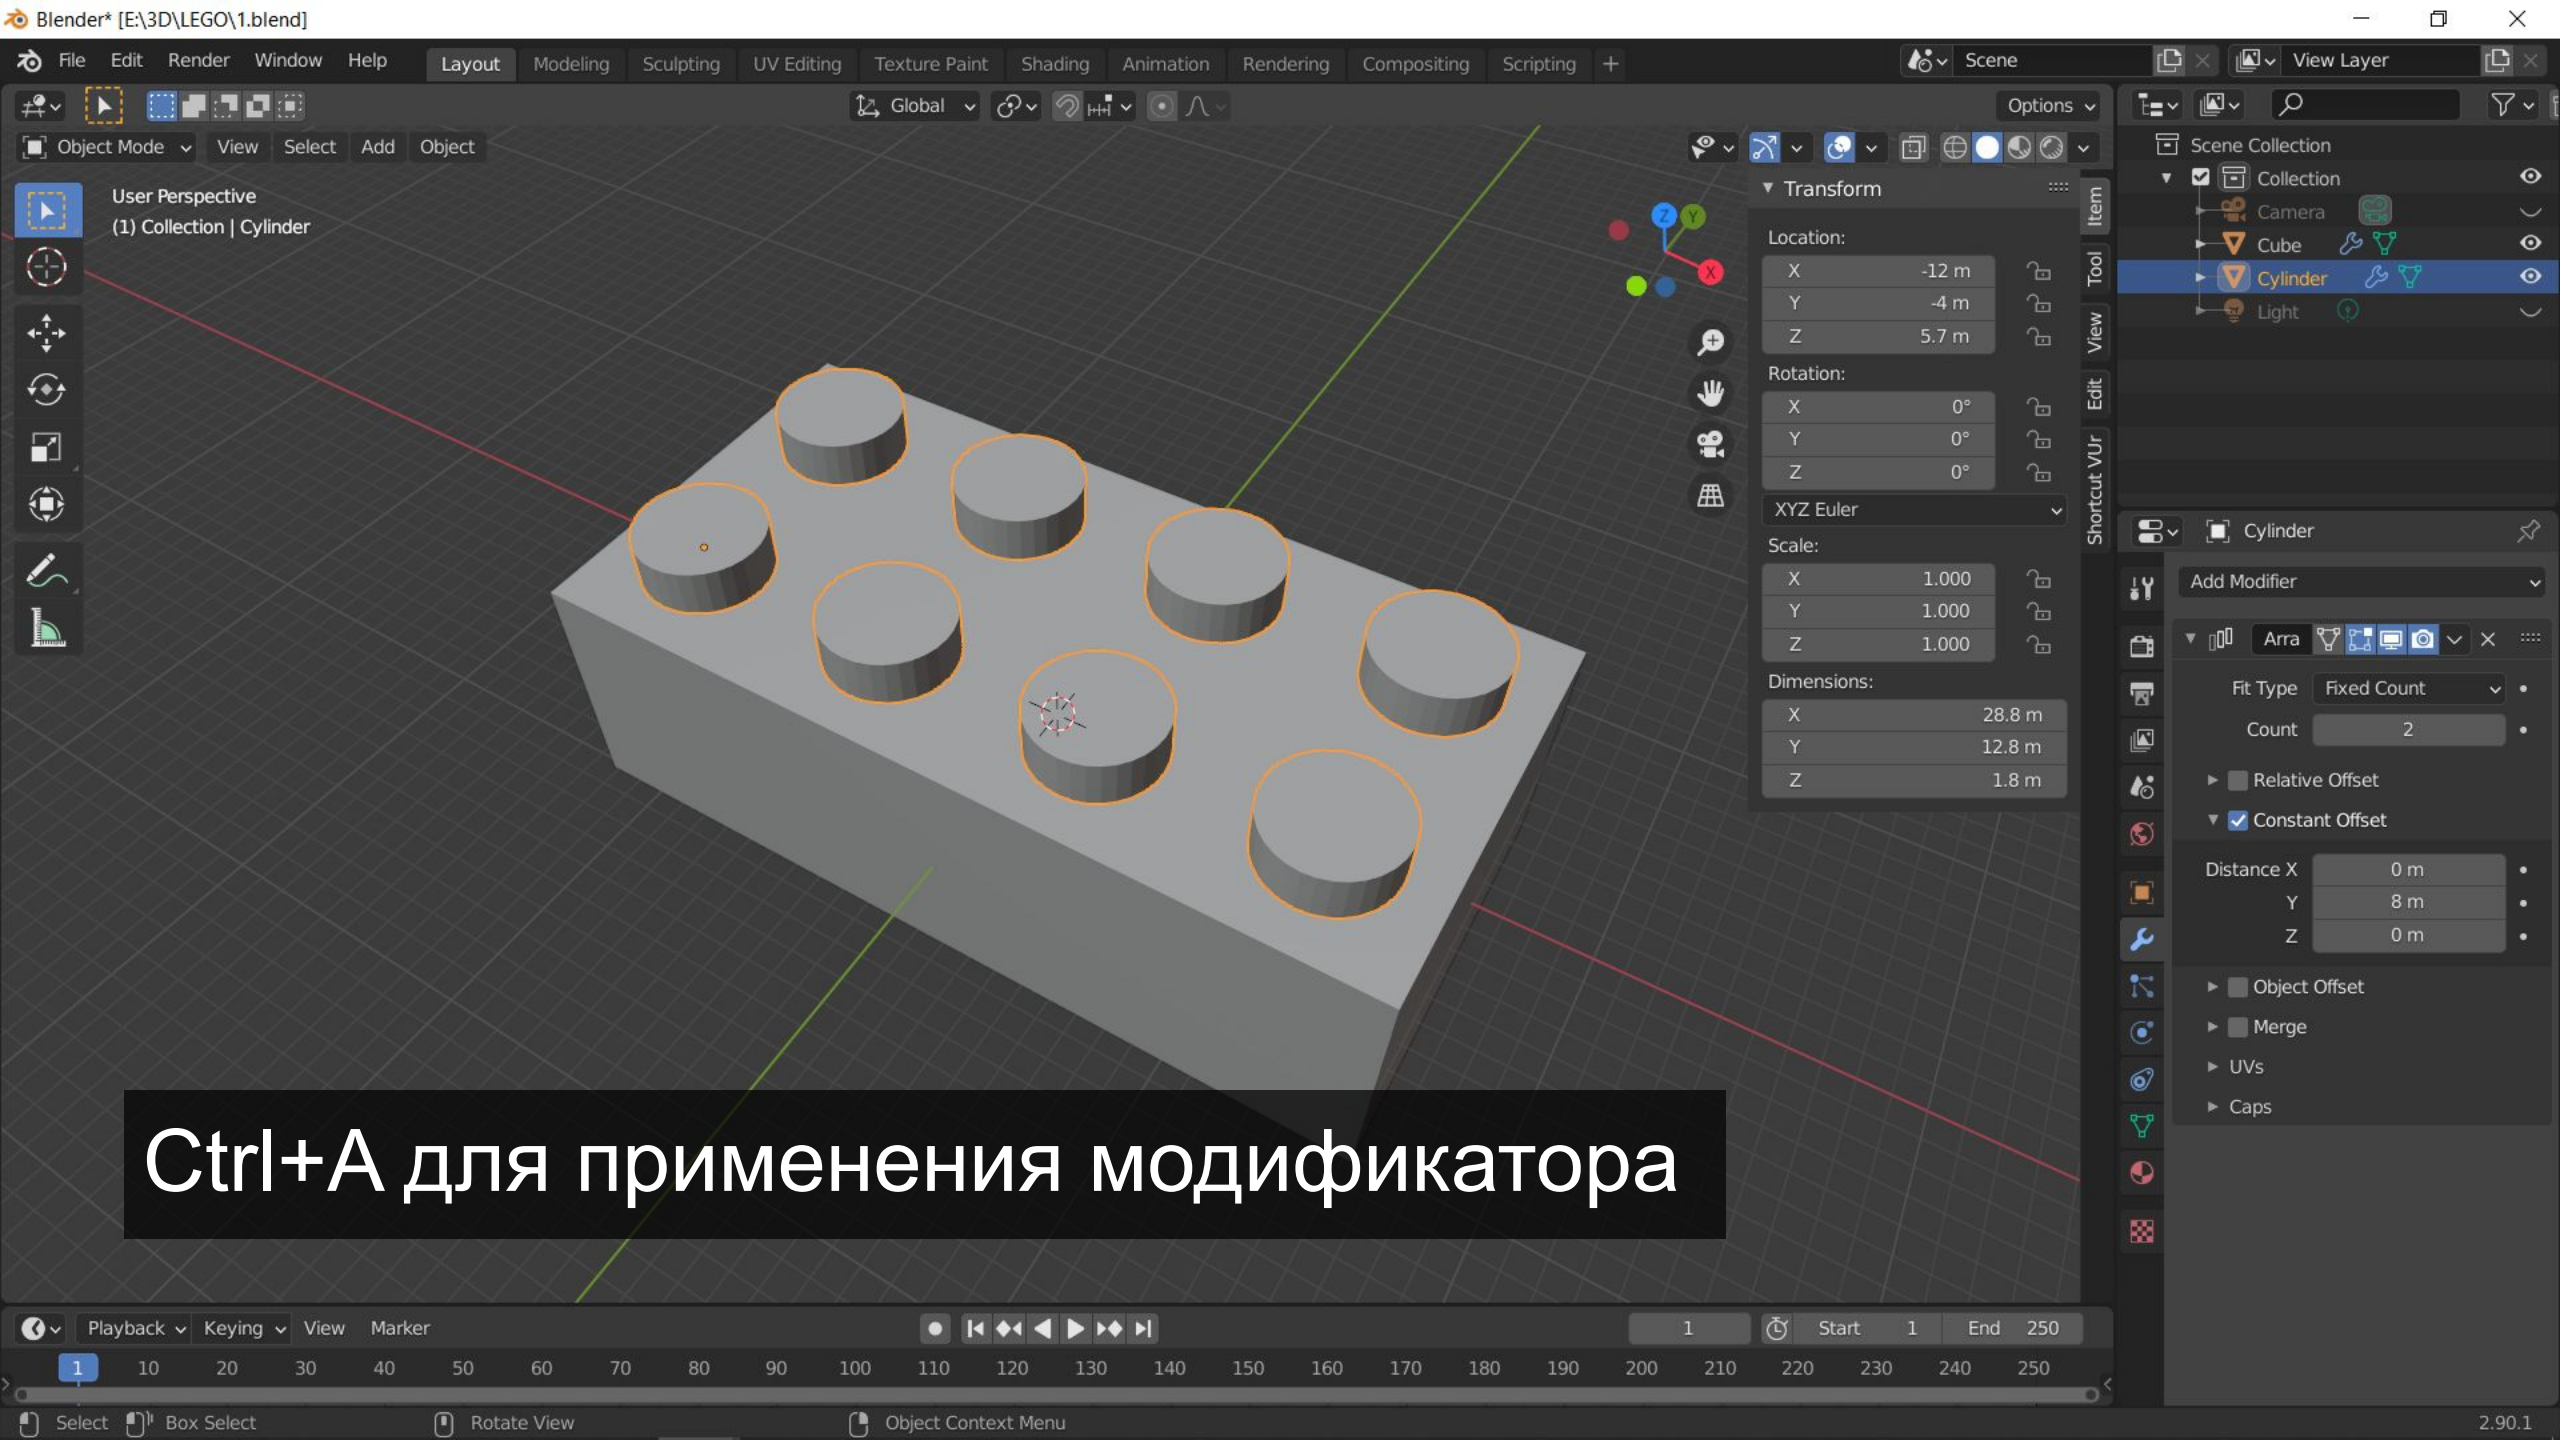 Blender* [E:\3D\LEGO\1.blend]
File Edit Render Window Help Layout Modeling Sculpting UV Editing Texture Paint Shading Animation Rendering Compositing Scripting + Scene View Layer
Global Options
Object Mode View Select Add Object
User Perspective
(1) Collection | Cylinder
Z Y X
Transform
Location:
X -12 m
Y -4 m
Z 5.7 m
Rotation:
X 0°
Y 0°
Z 0°
XYZ Euler
Scale:
X 1.000
Y 1.000
Z 1.000
Dimensions:
X 28.8 m
Y 12.8 m
Z 1.8 m
Item
Tool
View
Edit
Shortcut VUr
Scene Collection
Collection
Camera
Cube
Cylinder
Light
Cylinder
Add Modifier
Arra
Fit Type Fixed Count
Count 2
Relative Offset
Constant Offset
Distance X 0 m
Y 8 m
Z 0 m
Object Offset
Merge
UVs
Caps
Ctrl+A для применения модификатора
Playback Keying View Marker 1 Start 1 End 250
1 10 20 30 40 50 60 70 80 90 100 110 120 130 140 150 160 170 180 190 200 210 220 230 240 250
Select Box Select Rotate View Object Context Menu 2.90.1